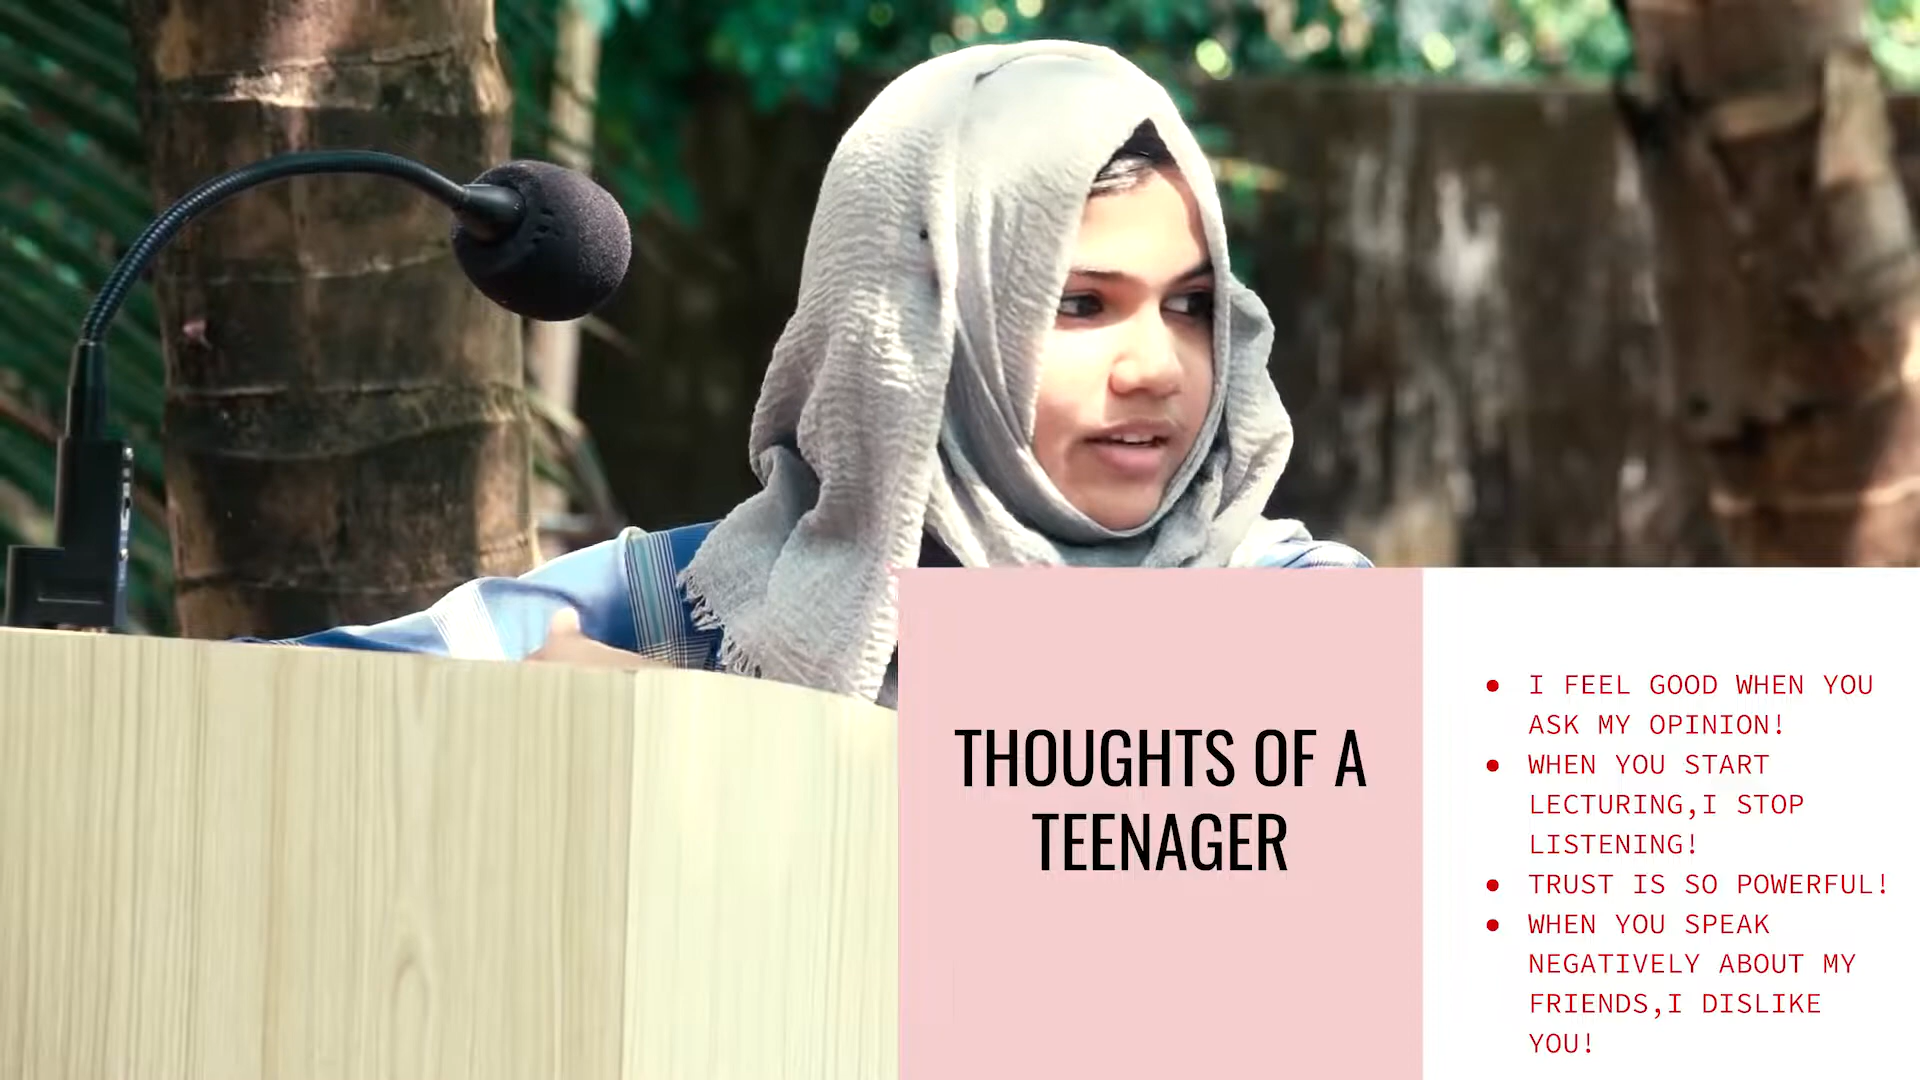 THOUGHTS OF A
TEENAGER
● I FEEL GOOD WHEN YOU
ASK MY OPINION!
● WHEN YOU START
LECTURING,I STOP
LISTENING!
● TRUST IS SO POWERFUL!
● WHEN YOU SPEAK
NEGATIVELY ABOUT MY
FRIENDS,I DISLIKE
YOU!